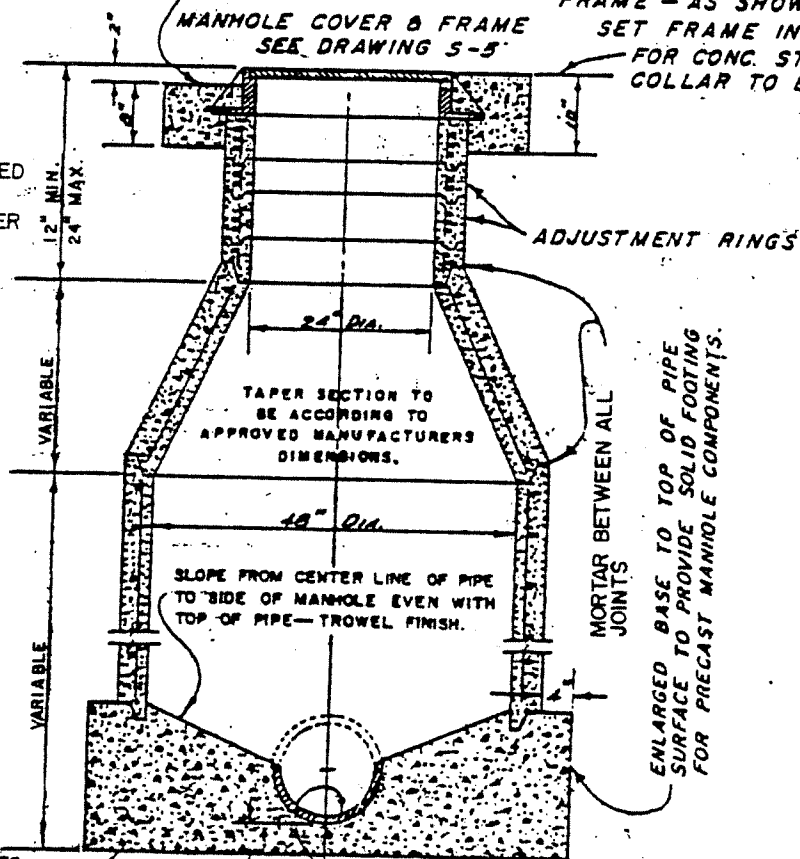 FRAME - AS SHOW
MANHOLE COVER & FRAME
SEE DRAWING S-5
SET FRAME IN
FOR CONC. ST
COLLAR TO
2"
8"
10"
ED
ER
12" MIN.
24" MAX.
ADJUSTMENT RINGS
24" DIA.
VARIABLE
TAPER SECTION TO
BE ACCORDING TO
APPROVED MANUFACTURERS
DIMENSIONS.
48" DIA.
MORTAR BETWEEN ALL
JOINTS
ENLARGED BASE TO TOP OF PIPE
SURFACE TO PROVIDE SOLID FOOTING
FOR PRECAST MANHOLE COMPONENTS.
SLOPE FROM CENTER LINE OF PIPE
TO SIDE OF MANHOLE EVEN WITH
TOP OF PIPE—TROWEL FINISH.
VARIABLE